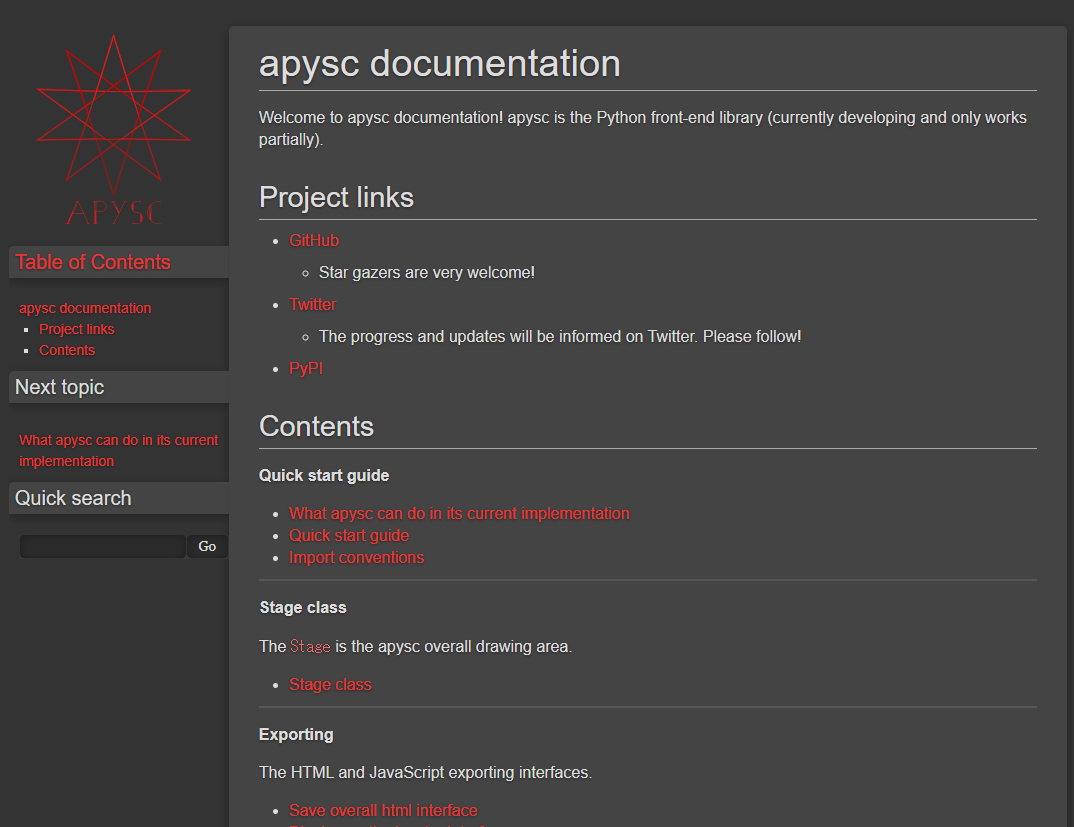 APYSC
Table of Contents
apysc documentation
Project links
Contents
Next topic
What apysc can do in its current
implementation
Quick search
Go
apysc documentation
Welcome to apysc documentation! apysc is the Python front-end library (currently developing and only works
partially).
Project links
GitHub
Star gazers are very welcome!
Twitter
The progress and updates will be informed on Twitter. Please follow!
PyPI
Contents
Quick start guide
What apysc can do in its current implementation
Quick start guide
Import conventions
Stage class
The Stage is the apysc overall drawing area.
Stage class
Exporting
The HTML and JavaScript exporting interfaces.
Save overall html interface